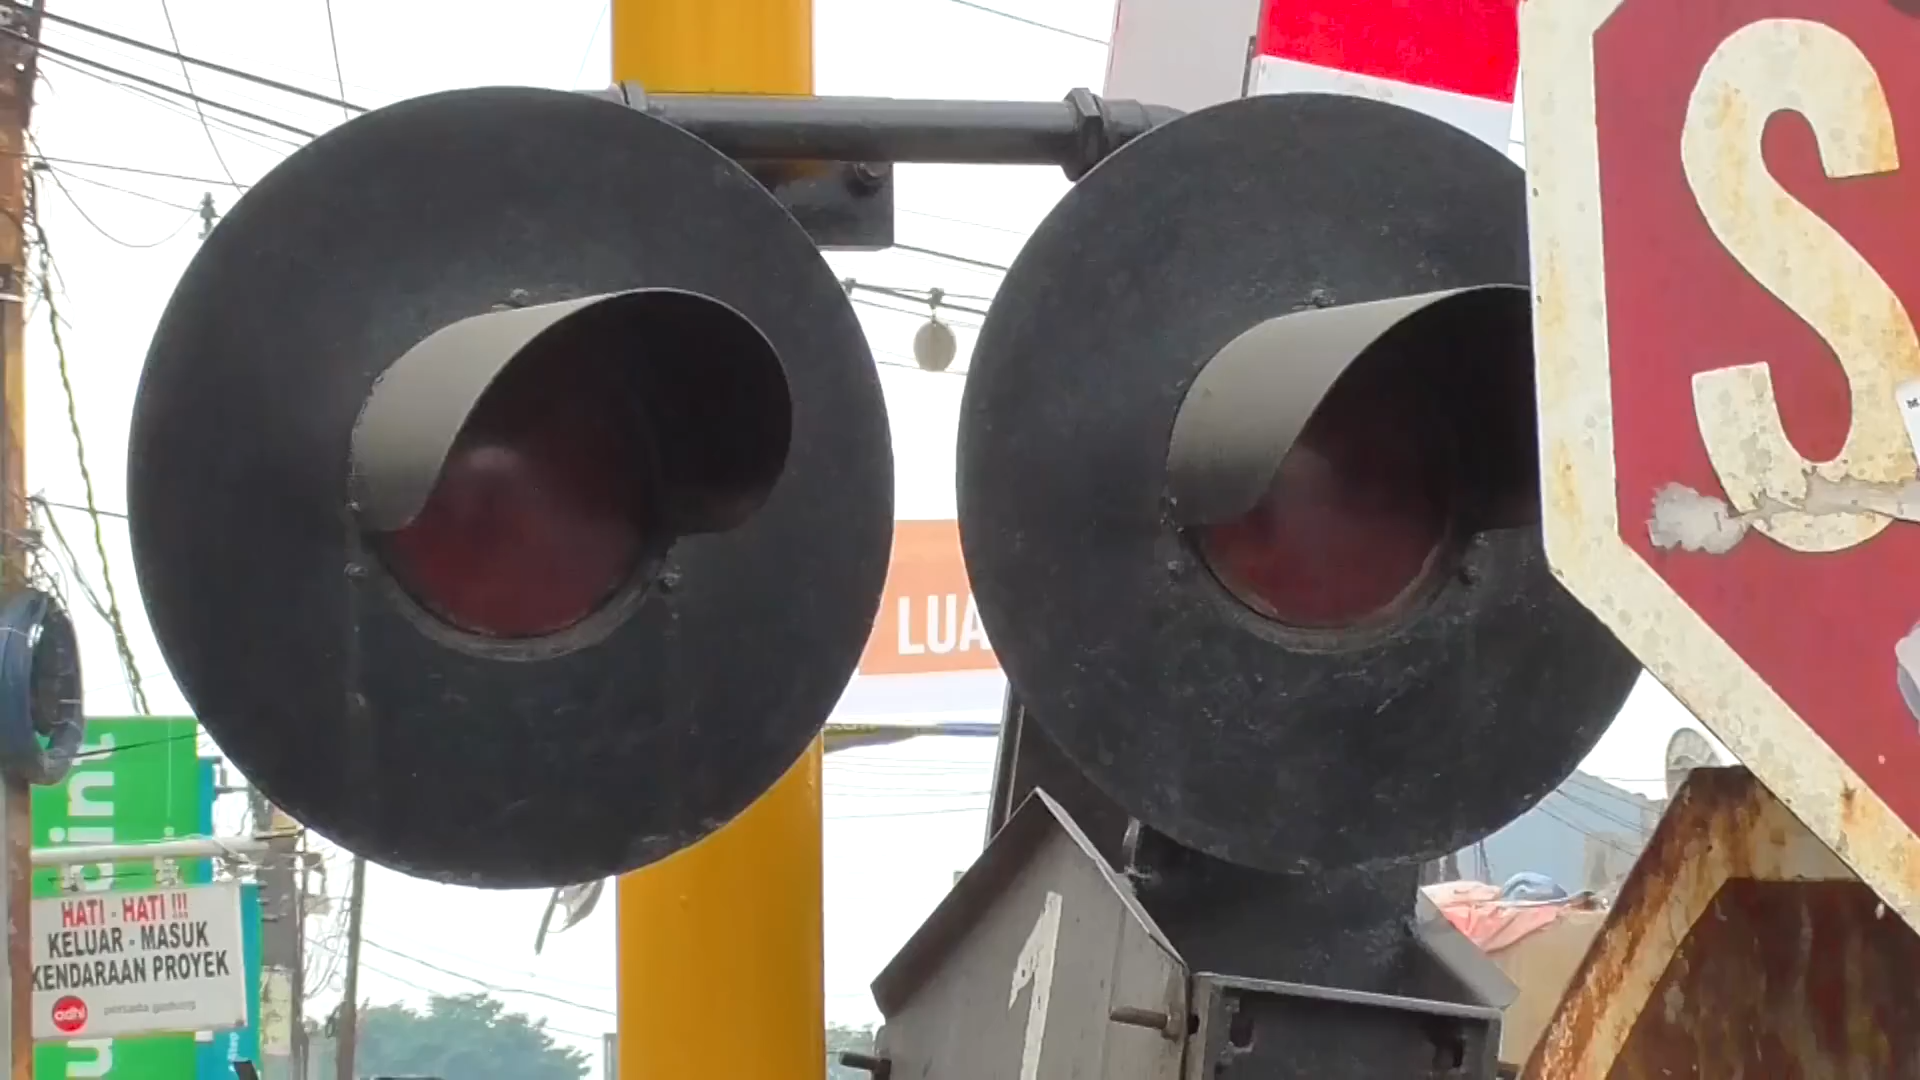 S
LUA
1
HATI - HATI !!!
KELUAR - MASUK
KENDARAAN PROYEK
adhi persada gedung